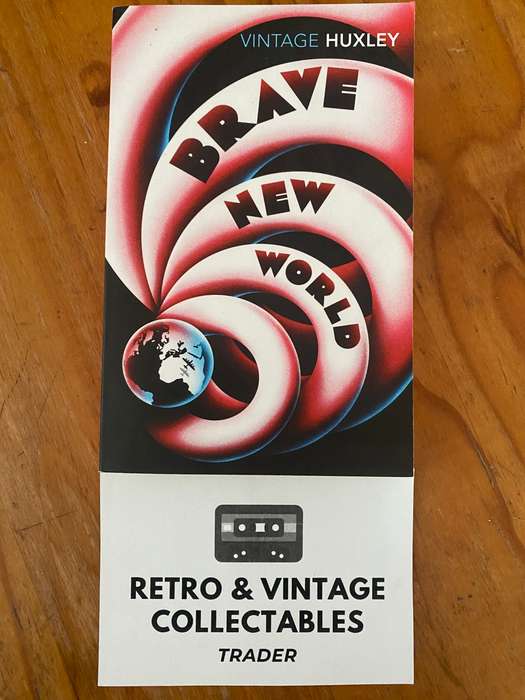 VINTAGE HUXLEY
BRAVE
NEW
WORLD
RETRO & VINTAGE
COLLECTABLES
TRADER